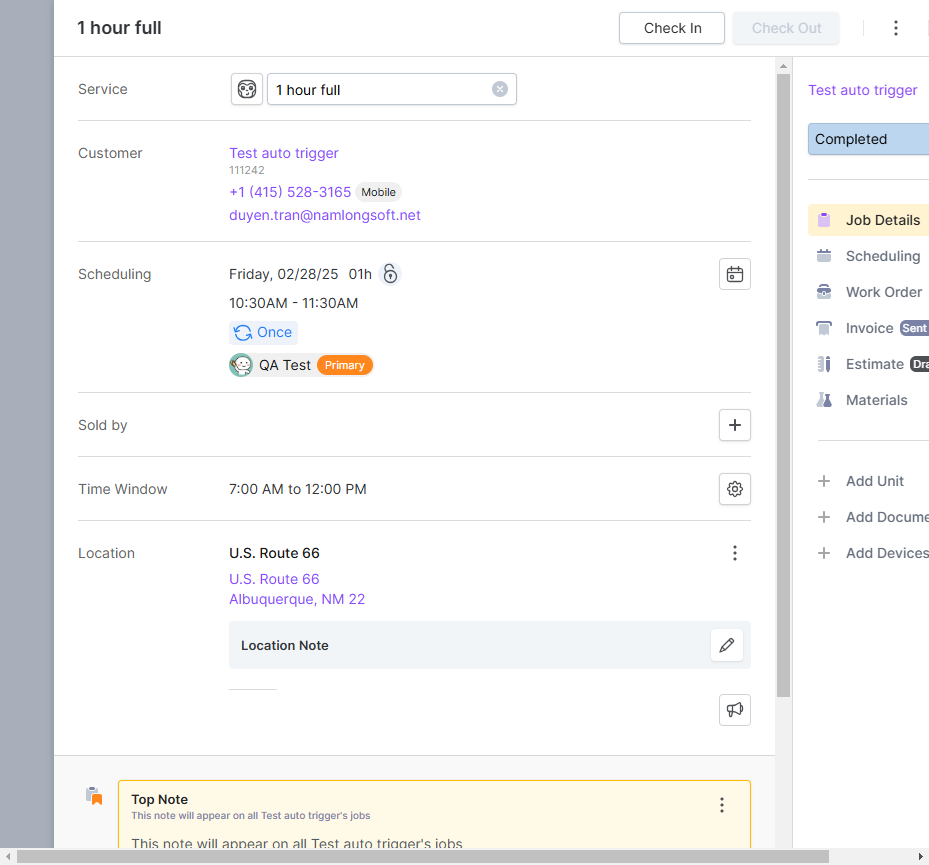 1 hour full
Check In
Check Out
Service
1 hour full
Customer
Test auto trigger
111242
+1 (415) 528-3165 Mobile
duyen.tran@namlongsoft.net
Scheduling
Friday, 02/28/25 01h
10:30AM - 11:30AM
Once
QA Test Primary
Sold by
Time Window
7:00 AM to 12:00 PM
Location
U.S. Route 66
U.S. Route 66
Albuquerque, NM 22
Location Note
Top Note
This note will appear on all Test auto trigger's jobs
This note will appear on all Test auto trigger's jobs
Test auto trigger
Completed
Job Details
Scheduling
Work Order
Invoice Sent
Estimate Dra
Materials
Add Unit
Add Docume
Add Devices